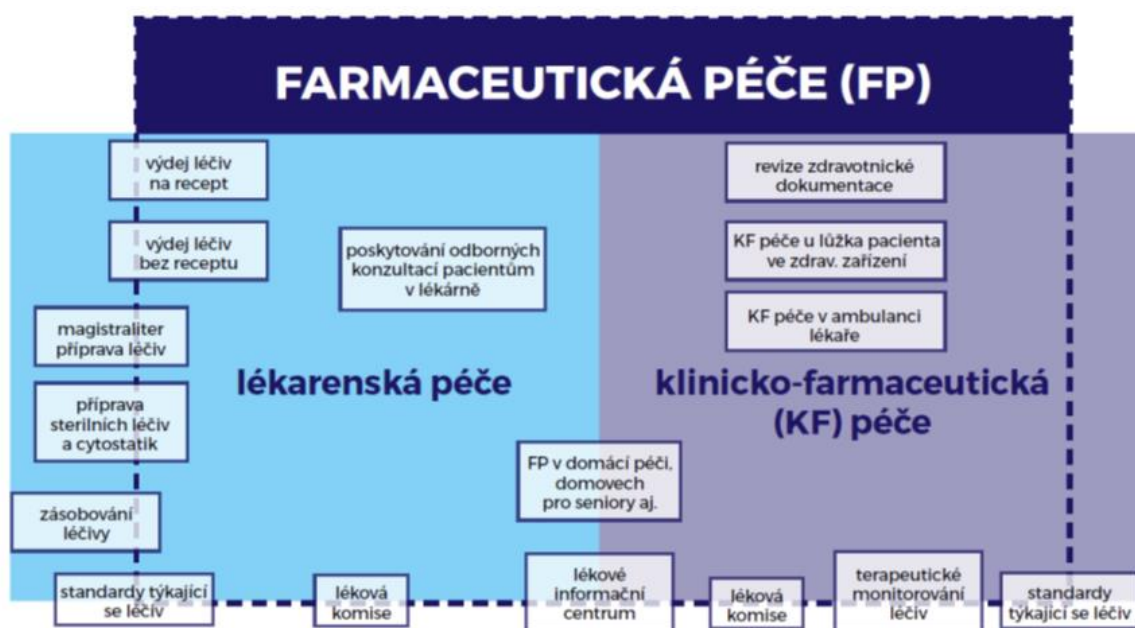 FARMACEUTICKÁ PÉČE (FP)
výdej léčiv
na recept
výdej léčiv
bez receptu
poskytování odborných
konzultací pacientům
v lékárně
magistraliter
příprava léčiv
lékarenská péče
příprava
sterilních léčiv
a cytostatik
zásobování
léčivy
standardy týkající
se léčiv
léková
komise
revize zdravotnické
dokumentace
KF péče u lůžka pacienta
ve zdrav. zařízení
KF péče v ambulanci
lékaře
klinicko-farmaceutická
(KF) péče
FP v domácí péči,
domovech
pro seniory aj.
lékové
informační
centrum
léková
komise
terapeutické
monitorování
léčiv
standardy
týkající se léčiv